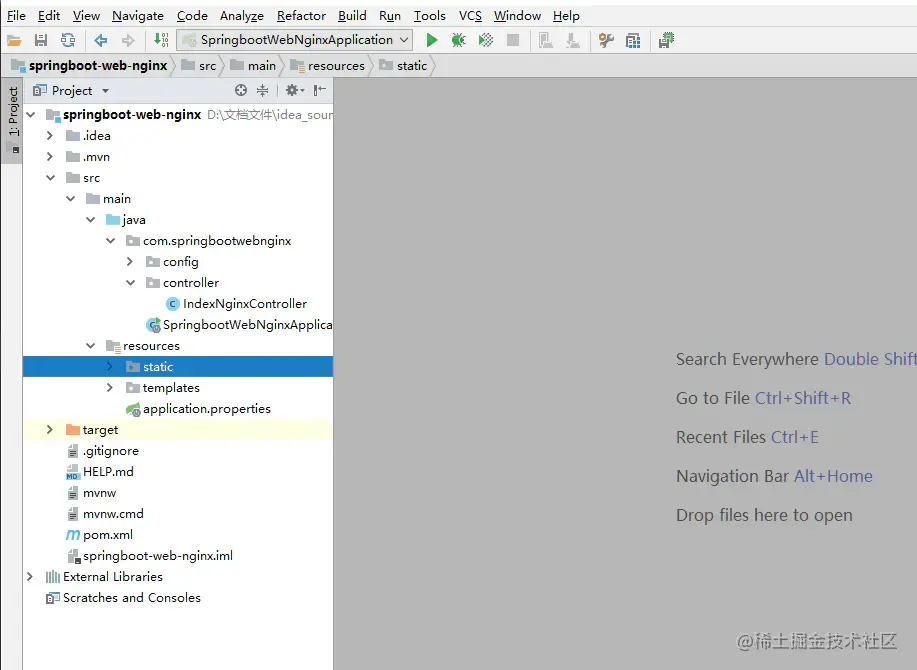 File Edit View Navigate Code Analyze Refactor Build Run Tools VCS Window Help
SpringbootWebNginxApplication
springboot-web-nginx src main resources static
1: Project
Project
springboot-web-nginx D:\文档文件\idea_sour
.idea
.mvn
src
main
java
com.springbootwebnginx
config
controller
IndexNginxController
SpringbootWebNginxApplica
resources
static
templates
application.properties
target
.gitignore
HELP.md
mvnw
mvnw.cmd
pom.xml
springboot-web-nginx.iml
External Libraries
Scratches and Consoles
Search Everywhere Double Shift
Go to File Ctrl+Shift+R
Recent Files Ctrl+E
Navigation Bar Alt+Home
Drop files here to open
@稀土掘金技术社区